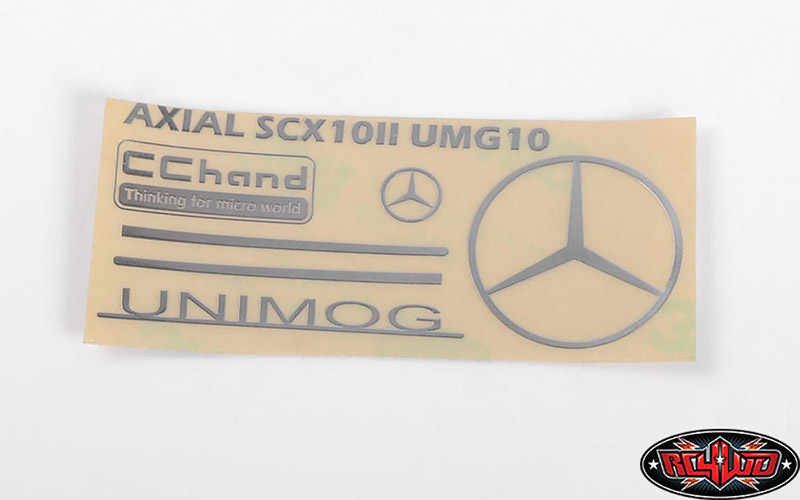 AXIAL SCX10II UMG10
CChand
Thinking for micro world
UNIMOG
RC4WD